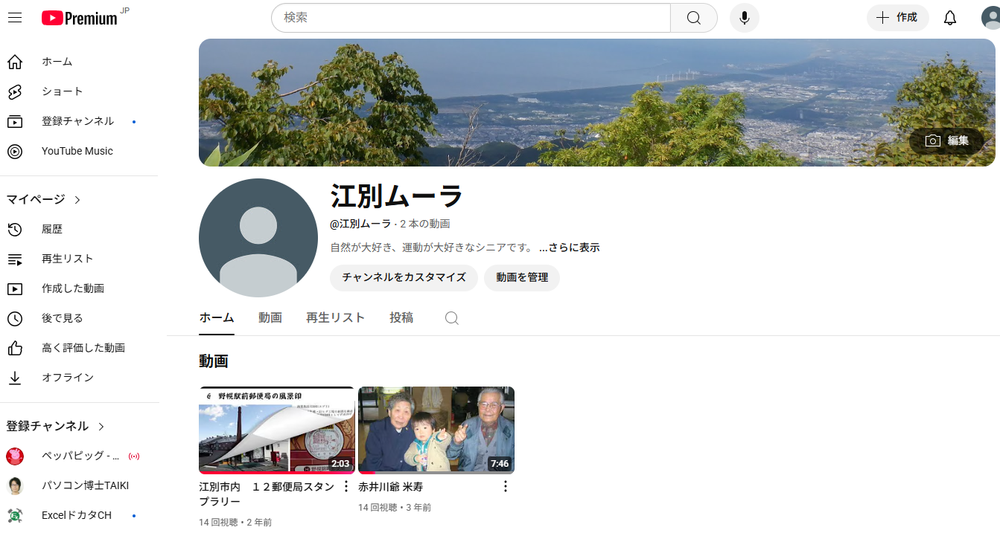 Premium JP
検索
作成
ホーム
ショート
登録チャンネル
YouTube Music
マイページ
履歴
再生リスト
作成した動画
後で見る
高く評価した動画
オフライン
登録チャンネル
ペッパピッグ - ...
パソコン博士TAIKI
ExcelドカタCH
編集
江別ムーラ
@江別ムーラ・2 本の動画
自然が大好き、運動が大好きなシニアです。 ...さらに表示
チャンネルをカスタマイズ 動画を管理
ホーム 動画 再生リスト 投稿
動画
野幌駅前郵便局の風景印
2:03
江別市内　１２郵便局スタン
プラリー
14 回視聴・2 年前
7:46
赤井川爺 米寿
14 回視聴・3 年前